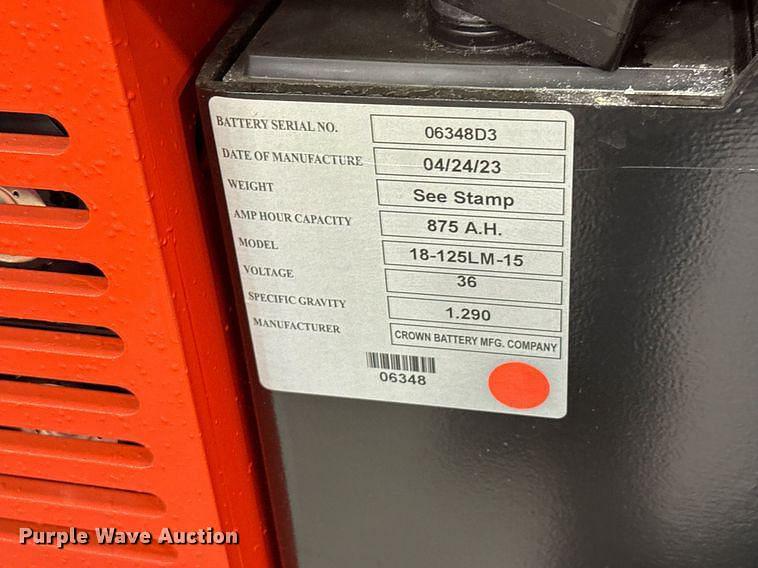 BATTERY SERIAL NO. 06348D3
DATE OF MANUFACTURE 04/24/23
WEIGHT See Stamp
AMP HOUR CAPACITY 875 A.H.
MODEL 18-125LM-15
VOLTAGE 36
SPECIFIC GRAVITY 1.290
MANUFACTURER CROWN BATTERY MFG. COMPANY
06348
Purple Wave Auction